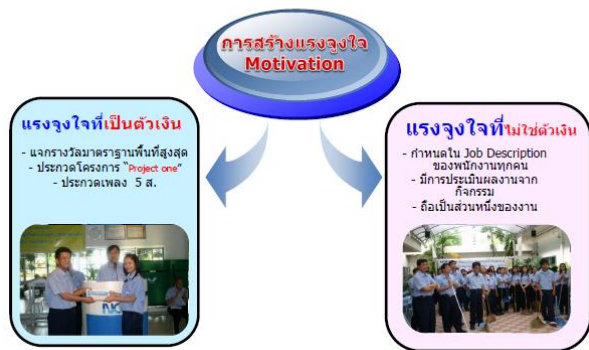 การสร้างแรงจูงใจ
Motivation
แรงจูงใจที่เป็นตัวเงิน
- แจกรางวัลมาตราฐานพื้นที่สูงสุด
- ประกวดโครงการ “Project one”
- ประกวดเพลง 5 ส.
แรงจูงใจที่ไม่ใช่ตัวเงิน
- กำหนดใน Job Description
ของพนักงานทุกคน
- มีการประเมินผลงานจาก
กิจกรรม
- ถือเป็นส่วนหนึ่งของงาน